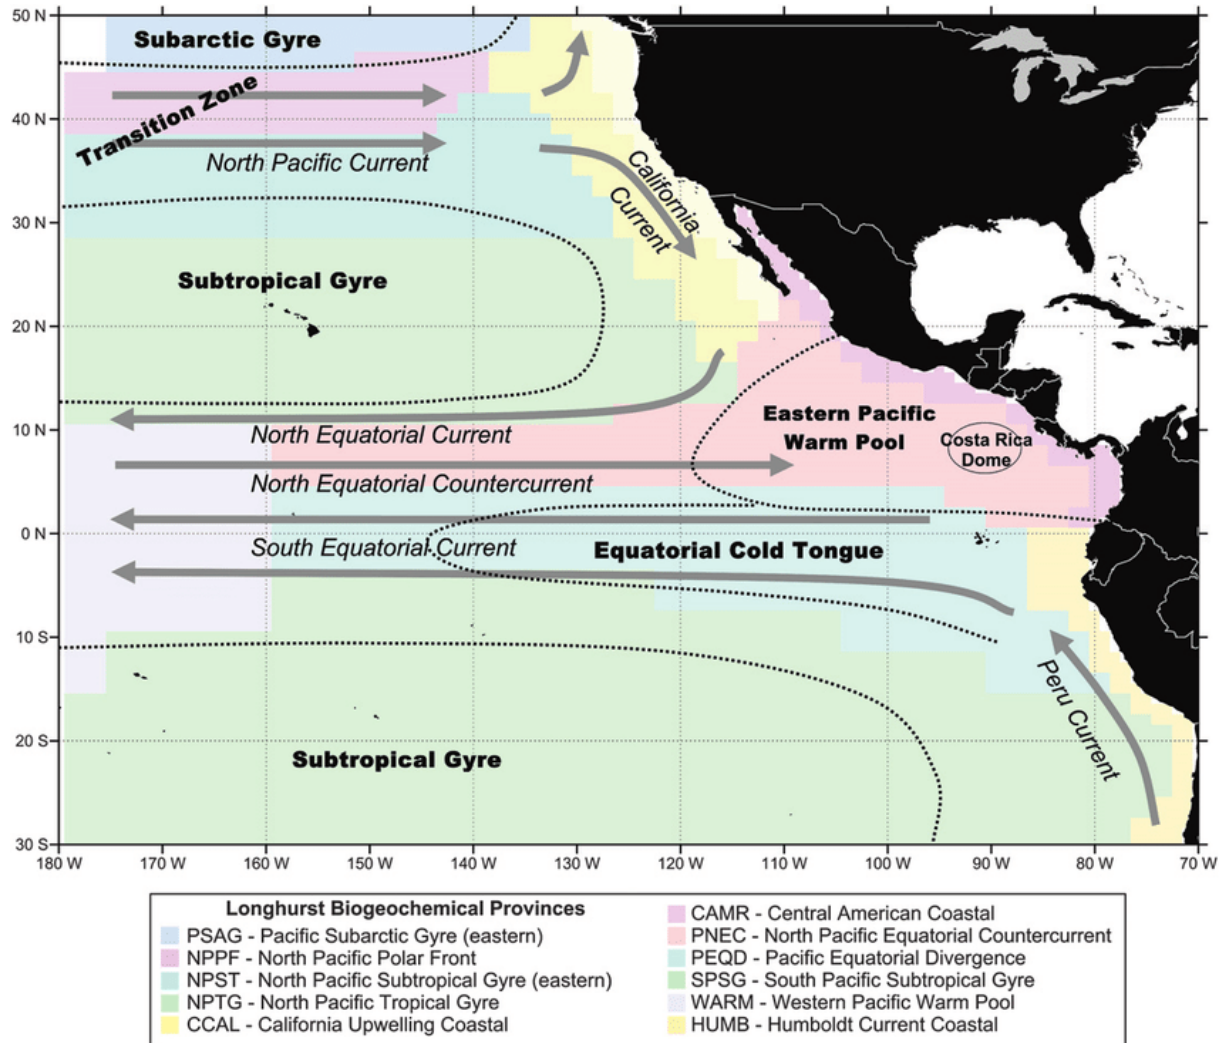 50 N
40 N
30 N
20 N
10 N
0 N
10 S
20 S
30 S
180 W
170 W
160 W
150 W
140 W
130 W
120 W
110 W
100 W
90 W
80 W
70 W
Subarctic Gyre
Transition Zone
North Pacific Current
California
Current
Subtropical Gyre
North Equatorial Current
Eastern Pacific
Warm Pool
Costa Rica
Dome
North Equatorial Countercurrent
South Equatorial Current
Equatorial Cold Tongue
Peru Current
Subtropical Gyre
Longhurst Biogeochemical Provinces
PSAG - Pacific Subarctic Gyre (eastern)
NPPF - North Pacific Polar Front
NPST - North Pacific Subtropical Gyre (eastern)
NPTG - North Pacific Tropical Gyre
CCAL - California Upwelling Coastal
CAMR - Central American Coastal
PNEC - North Pacific Equatorial Countercurrent
PEQD - Pacific Equatorial Divergence
SPSG - South Pacific Subtropical Gyre
WARM - Western Pacific Warm Pool
HUMB - Humboldt Current Coastal